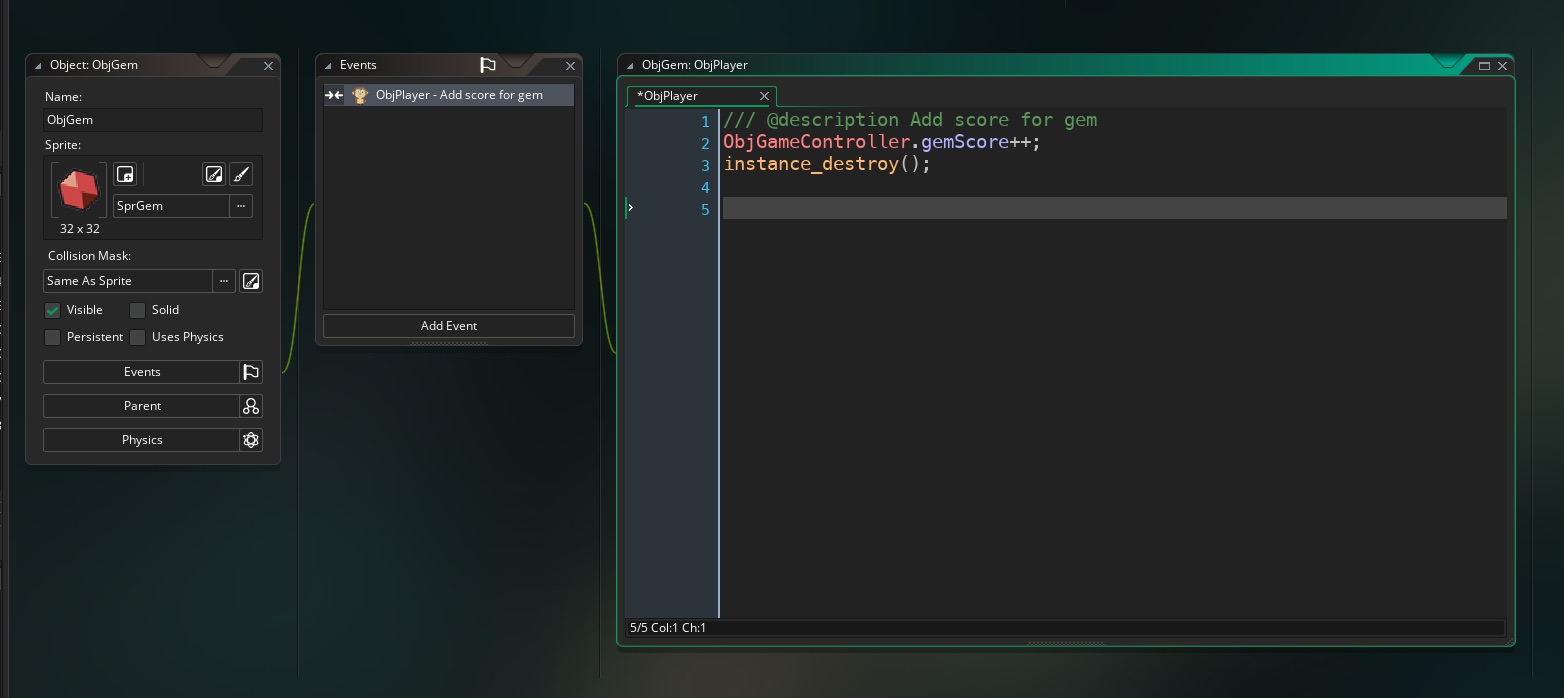 Object: ObjGem
Name:
ObjGem
Sprite:
SprGem
...
32 x 32
Collision Mask:
Same As Sprite
...
Visible
Solid
Persistent
Uses Physics
Events
Parent
Physics
Events
ObjPlayer - Add score for gem
Add Event
ObjGem: ObjPlayer
*ObjPlayer
1 /// @description Add score for gem
2 ObjGameController.gemScore++;
3 instance_destroy();
4
5
5/5 Col:1 Ch:1